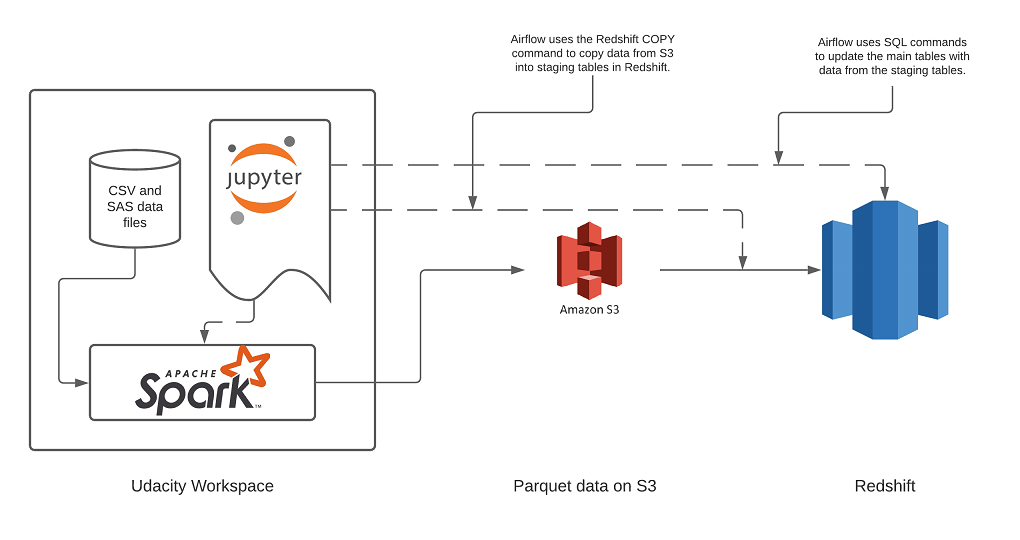 Airflow uses the Redshift COPY
command to copy data from S3
into staging tables in Redshift.
Airflow uses SQL commands
to update the main tables with
data from the staging tables.
CSV and
SAS data
files
jupyter
APACHE
Spark™
Amazon S3
Udacity Workspace
Parquet data on S3
Redshift